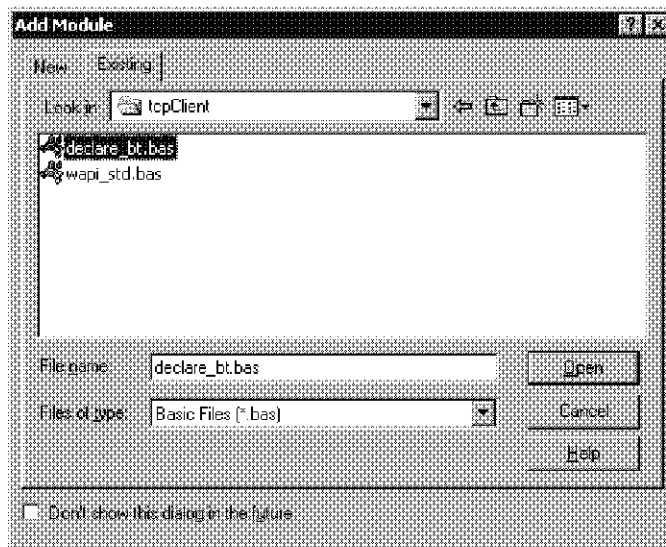 Add Module
New Existing
Look in: tcpClient
declare_bt.bas
wapi_std.bas
File name: declare_bt.bas
Open
Files of type: Basic Files (*.bas)
Cancel
Help
Don't show this dialog in the future